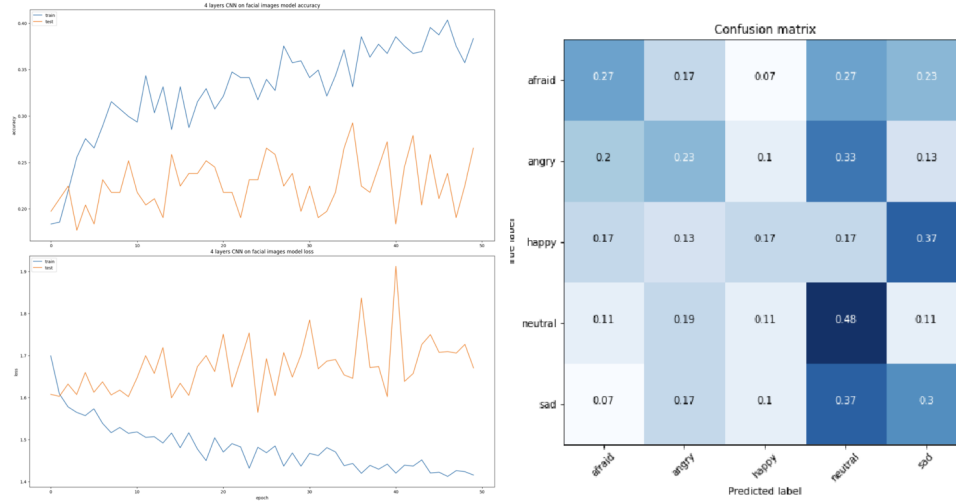 4 layers CNN on facial images model accuracy
train
test
0.40
0.35
0.30
0.25
0.20
accuracy
0 10 20 30 40 50
4 layers CNN on facial images model loss
train
test
1.9
1.8
1.7
1.6
1.5
1.4
loss
0 10 20 30 40 50
epoch
Confusion matrix
afraid 0.27 0.17 0.07 0.27 0.23
angry 0.2 0.23 0.1 0.33 0.13
happy 0.17 0.13 0.17 0.17 0.37
neutral 0.11 0.19 0.11 0.48 0.11
sad 0.07 0.17 0.1 0.37 0.3
afraid angry happy neutral sad
Predicted label